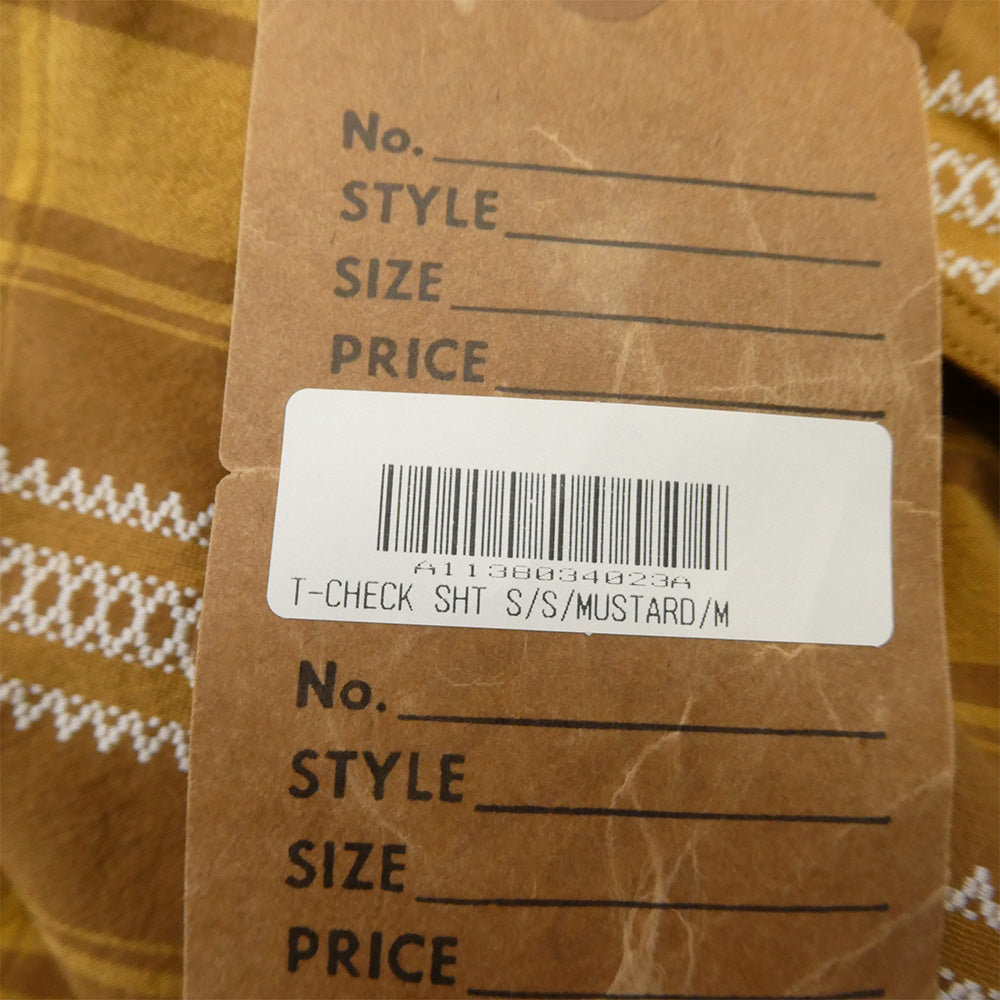 No.
STYLE
SIZE
PRICE
A1138034023A
T-CHECK SHT S/S/MUSTARD/M
No.
STYLE
SIZE
PRICE